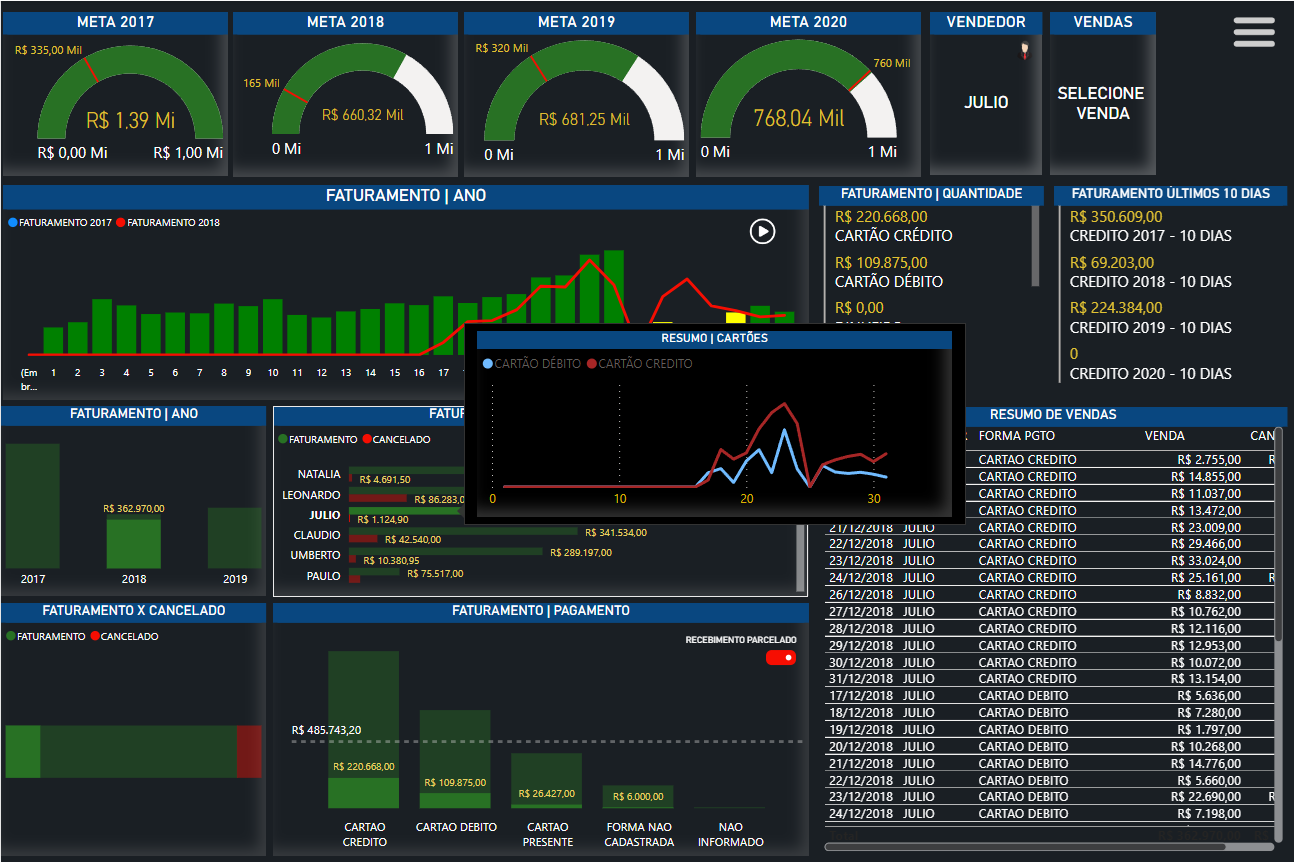 META 2017
R$ 335,00 Mil
R$ 1,39 Mi
R$ 0,00 Mi
R$ 1,00 Mi
META 2018
165 Mil
R$ 660,32 Mil
0 Mi
1 Mi
META 2019
R$ 320 Mil
R$ 681,25 Mil
0 Mi
1 Mi
META 2020
760 Mil
768,04 Mil
0 Mi
1 Mi
VENDEDOR
JULIO
VENDAS
SELECIONE
VENDA
FATURAMENTO | ANO
FATURAMENTO 2017 FATURAMENTO 2018
(Em
br...
1 2 3 4 5 6 7 8 9 10 11 12 13 14 15 16 17
FATURAMENTO | QUANTIDADE
R$ 220.668,00
CARTÃO CRÉDITO
R$ 109.875,00
CARTÃO DÉBITO
R$ 0,00
FATURAMENTO ÚLTIMOS 10 DIAS
R$ 350.609,00
CREDITO 2017 - 10 DIAS
R$ 69.203,00
CREDITO 2018 - 10 DIAS
R$ 224.384,00
CREDITO 2019 - 10 DIAS
0
CREDITO 2020 - 10 DIAS
RESUMO | CARTÕES
CARTÃO DÉBITO CARTÃO CREDITO
0 10 20 30
FATURAMENTO | ANO
R$ 362.970,00
2017 2018 2019
FATU
FATURAMENTO CANCELADO
NATALIA
R$ 4.691,50
LEONARDO
R$ 86.283,0
JULIO
R$ 1.124,90
CLAUDIO
R$ 341.534,00
R$ 42.540,00
UMBERTO
R$ 289.197,00
R$ 10.380,95
PAULO
R$ 75.517,00
RESUMO DE VENDAS
FORMA PGTO VENDA CAN
CARTAO CREDITO R$ 2.755,00 R
CARTAO CREDITO R$ 14.855,00
CARTAO CREDITO R$ 11.037,00
CARTAO CREDITO R$ 13.472,00
21/12/2018 JULIO CARTAO CREDITO R$ 23.009,00
22/12/2018 JULIO CARTAO CREDITO R$ 29.466,00
23/12/2018 JULIO CARTAO CREDITO R$ 33.024,00
24/12/2018 JULIO CARTAO CREDITO R$ 25.161,00 R
26/12/2018 JULIO CARTAO CREDITO R$ 8.832,00
27/12/2018 JULIO CARTAO CREDITO R$ 10.762,00
28/12/2018 JULIO CARTAO CREDITO R$ 12.116,00
29/12/2018 JULIO CARTAO CREDITO R$ 12.953,00
30/12/2018 JULIO CARTAO CREDITO R$ 10.072,00
31/12/2018 JULIO CARTAO CREDITO R$ 13.154,00
17/12/2018 JULIO CARTAO DEBITO R$ 5.636,00
18/12/2018 JULIO CARTAO DEBITO R$ 7.280,00
19/12/2018 JULIO CARTAO DEBITO R$ 1.797,00
20/12/2018 JULIO CARTAO DEBITO R$ 10.268,00
21/12/2018 JULIO CARTAO DEBITO R$ 14.776,00
22/12/2018 JULIO CARTAO DEBITO R$ 5.660,00
23/12/2018 JULIO CARTAO DEBITO R$ 22.690,00 R
24/12/2018 JULIO CARTAO DEBITO R$ 7.198,00
Total
FATURAMENTO X CANCELADO
FATURAMENTO CANCELADO
FATURAMENTO | PAGAMENTO
RECEBIMENTO PARCELADO
R$ 485.743,20
R$ 220.668,00
R$ 109.875,00
R$ 26.427,00
R$ 6.000,00
CARTAO
CREDITO
CARTAO DEBITO
CARTAO
PRESENTE
FORMA NAO
CADASTRADA
NAO
INFORMADO